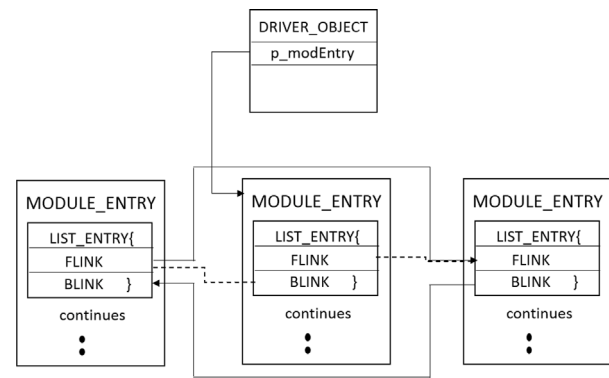 DRIVER_OBJECT
p_modEntry
MODULE_ENTRY
LIST_ENTRY{
FLINK
BLINK }
continues
MODULE_ENTRY
LIST_ENTRY{
FLINK
BLINK }
continues
MODULE_ENTRY
LIST_ENTRY{
FLINK
BLINK }
continues